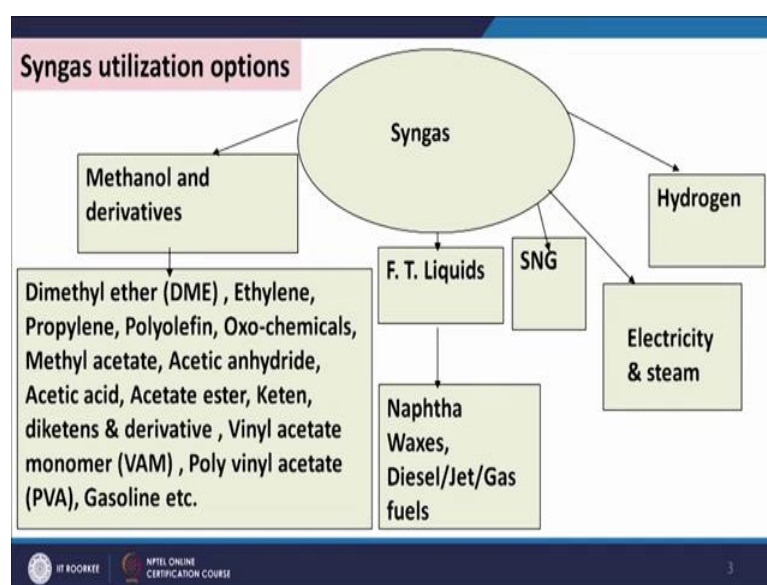 Syngas utilization options
Syngas
Methanol and
derivatives
Hydrogen
F. T. Liquids
SNG
Dimethyl ether (DME) , Ethylene,
Propylene, Polyolefin, Oxo-chemicals,
Methyl acetate, Acetic anhydride,
Acetic acid, Acetate ester, Keten,
diketens & derivative , Vinyl acetate
monomer (VAM) , Poly vinyl acetate
(PVA), Gasoline etc.
Electricity
& steam
Naphtha
Waxes,
Diesel/Jet/Gas
fuels
IIT ROORKEE
NPTEL ONLINE
CERTIFICATION COURSE
3